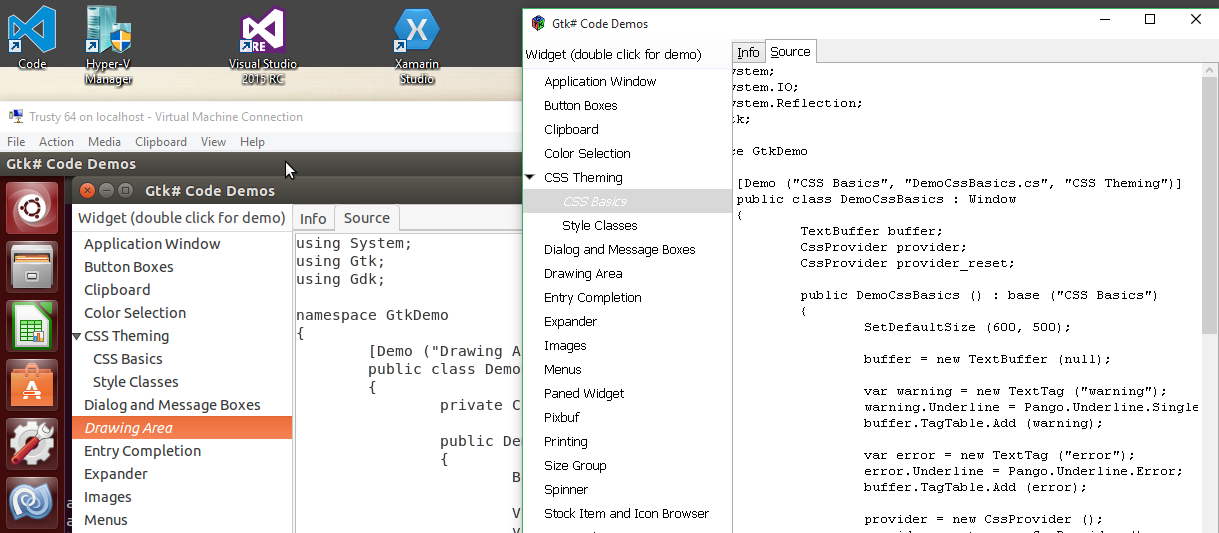 Code
Hyper-V
Manager
Visual Studio
2015 RC
Xamarin
Studio
Trusty 64 on localhost - Virtual Machine Connection
File Action Media Clipboard View Help
Gtk# Code Demos
Gtk# Code Demos
Widget (double click for demo)
Application Window
Button Boxes
Clipboard
Color Selection
CSS Theming
CSS Basics
Style Classes
Dialog and Message Boxes
Drawing Area
Entry Completion
Expander
Images
Menus
Info Source
using System;
using Gtk;
using Gdk;
namespace GtkDemo
{
[Demo ("Drawing A
public class Demo
{
private C
public De
{
B
V
Gtk# Code Demos
Widget (double click for demo)
Application Window
Button Boxes
Clipboard
Color Selection
CSS Theming
CSS Basics
Style Classes
Dialog and Message Boxes
Drawing Area
Entry Completion
Expander
Images
Menus
Paned Widget
Pixbuf
Printing
Size Group
Spinner
Stock Item and Icon Browser
Info Source
ystem;
ystem.IO;
ystem.Reflection;
tk;
ce GtkDemo
[Demo ("CSS Basics", "DemoCssBasics.cs", "CSS Theming")]
public class DemoCssBasics : Window
{
TextBuffer buffer;
CssProvider provider;
CssProvider provider_reset;
public DemoCssBasics () : base ("CSS Basics")
{
SetDefaultSize (600, 500);
buffer = new TextBuffer (null);
var warning = new TextTag ("warning");
warning.Underline = Pango.Underline.Single
buffer.TagTable.Add (warning);
var error = new TextTag ("error");
error.Underline = Pango.Underline.Error;
buffer.TagTable.Add (error);
provider = new CssProvider ();